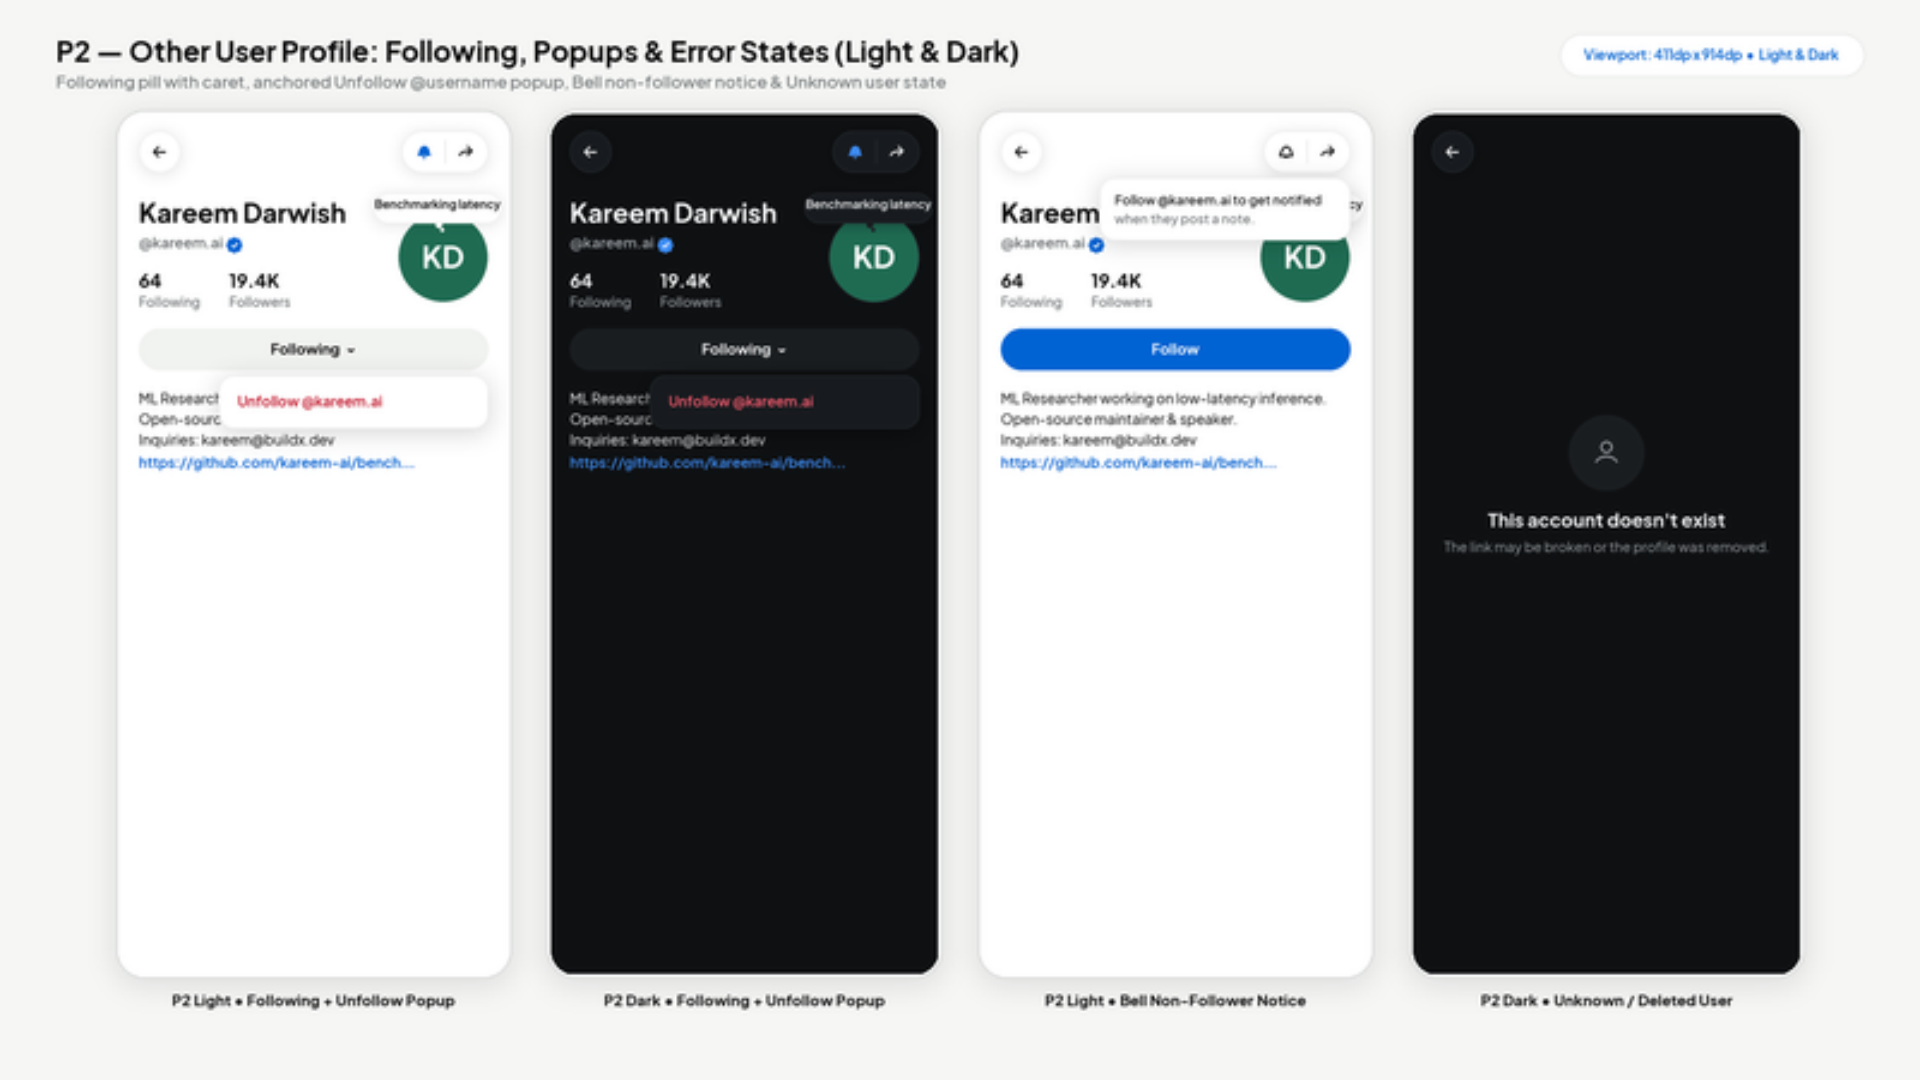 P2 — Other User Profile: Following, Popups & Error States (Light & Dark)
Following pill with caret, anchored Unfollow @username popup, Bell non-follower notice & Unknown user state
Viewport: 411dp x 914dp • Light & Dark
Kareem Darwish
Benchmarking latency
@kareem.ai
KD
64
19.4K
Following
Followers
Following
Unfollow @kareem.ai
ML Research
Open-sourc
Inquiries: kareem@buildx.dev
https://github.com/kareem-ai/bench....
P2 Light • Following + Unfollow Popup
Kareem Darwish
Benchmarking latency
@kareem.ai
KD
64
19.4K
Following
Followers
Following
Unfollow @kareem.ai
ML Research
Open-sourc
Inquiries: kareem@buildx.dev
https://github.com/kareem-ai/bench...
P2 Dark • Following + Unfollow Popup
Follow @kareem.ai to get notified
when they post a note.
Kareem
cy
@kareem.ai
KD
64
19.4K
Following
Followers
Follow
ML Researcher working on low-latency inference.
Open-source maintainer & speaker.
Inquiries: kareem@buildx.dev
https://github.com/kareem-ai/bench....
P2 Light • Bell Non-Follower Notice
This account doesn't exist
The link may be broken or the profile was removed.
P2 Dark • Unknown / Deleted User